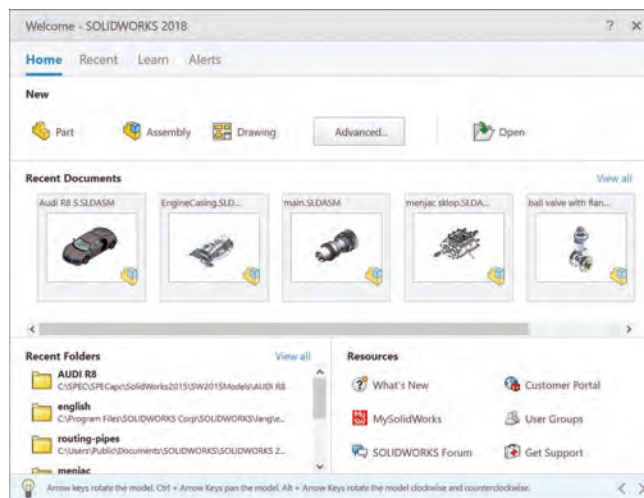 Welcome - SOLIDWORKS 2018
Home Recent Learn Alerts
New
Part Assembly Drawing Advanced... Open
Recent Documents View all
Audi R8 5.SLDASM EngineCasing.SLD... main.SLDASM menjac sklop.SLDA... ball valve with flan...
Recent Folders View all
AUDI R8
C:\SPEC\SPECapc\SolidWorks2015\SW2015Models\AUDI R8
english
C:\Program Files\SOLIDWORKS Corp\SOLIDWORKS\lang\e...
routing-pipes
C:\Users\Public\Documents\SOLIDWORKS\SOLIDWORKS 2...
menjac
Resources
What's New Customer Portal
MySolidWorks User Groups
SOLIDWORKS Forum Get Support
Arrow keys rotate the model. Ctrl + Arrow Keys pan the model. Alt + Arrow Keys rotate the model clockwise and counterclockwise.